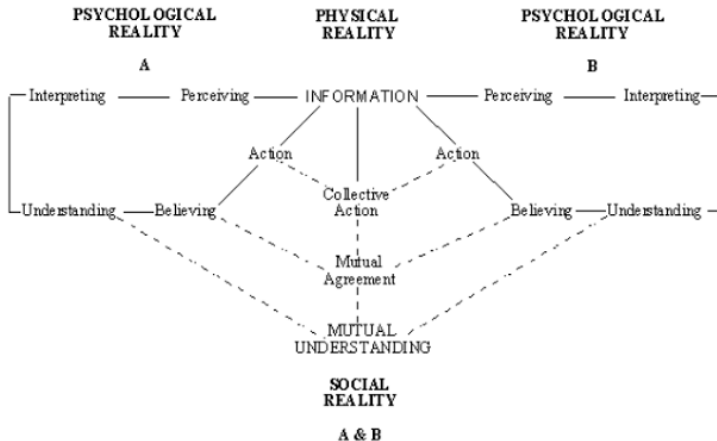 PSYCHOLOGICAL PHYSICAL PSYCHOLOGICAL
REALITY REALITY REALITY
A B
Interpreting Perceiving INFORMATION Perceiving Interpreting
Action Action
Collective
Action
Understanding Believing Believing Understanding
Mutual
Agreement
MUTUAL
UNDERSTANDING
SOCIAL
REALITY
A & B